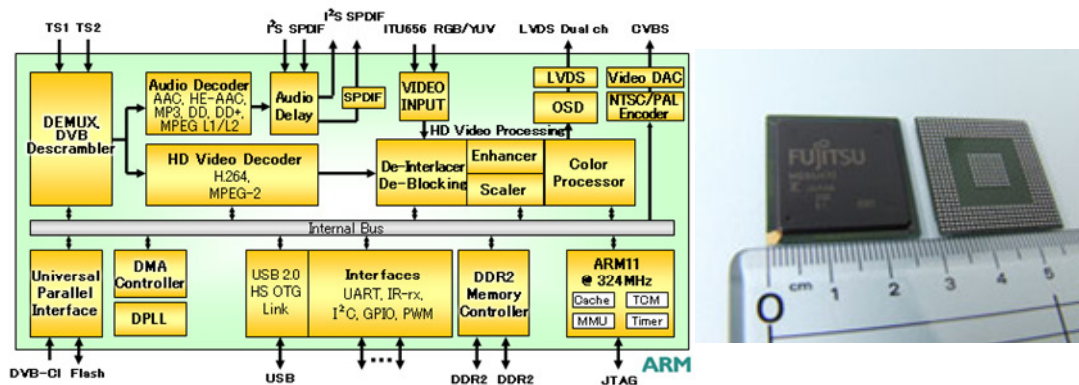 TS1 TS2
I²S SPDIF
I²S SPDIF
ITU656 RGB/YUV
LVDS Dual ch
CVBS
DEMUX,
DVB
Descrambler
Audio Decoder
AAC, HE-AAC,
MP3, DD, DD+,
MPEG L1/L2
Audio
Delay
SPDIF
VIDEO
INPUT
LVDS
OSD
Video DAC
NTSC/PAL
Encoder
HD Video Processing
HD Video Decoder
H.264,
MPEG-2
De-Interlacer
De-Blocking
Enhancer
Scaler
Color
Processor
Internal Bus
Universal
Parallel
Interface
DMA
Controller
DPLL
USB 2.0
HS OTG
Link
Interfaces
UART, IR-rx,
I²C, GPIO, PWM
DDR2
Memory
Controller
ARM11
@ 324MHz
Cache
TCM
MMU
Timer
DVB-CI Flash
USB
DDR2 DDR2
JTAG
ARM
FUJITSU
0 cm 1 2 3 4 5